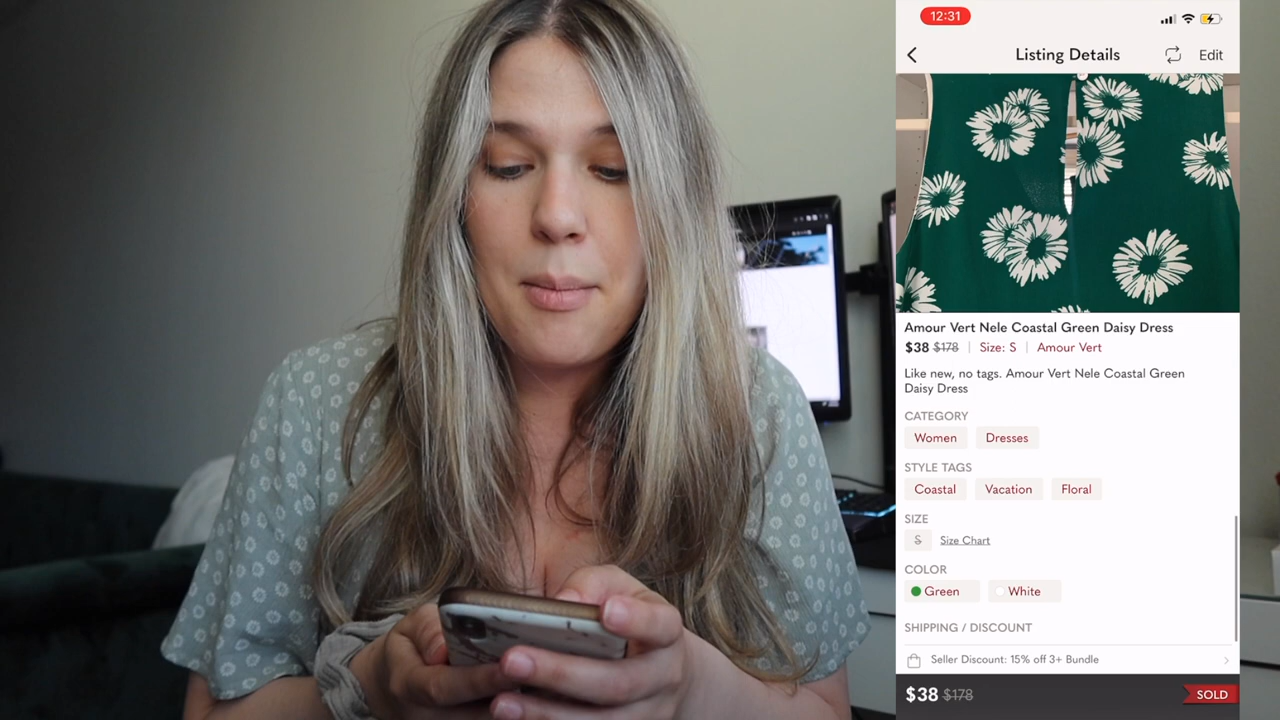 12:31
Listing Details
Edit
Amour Vert Nele Coastal Green Daisy Dress
$38 $178 | Size: S | Amour Vert
Like new, no tags. Amour Vert Nele Coastal Green
Daisy Dress
CATEGORY
Women Dresses
STYLE TAGS
Coastal Vacation Floral
SIZE
S Size Chart
COLOR
Green White
SHIPPING / DISCOUNT
Seller Discount: 15% off 3+ Bundle
$38 $178 SOLD